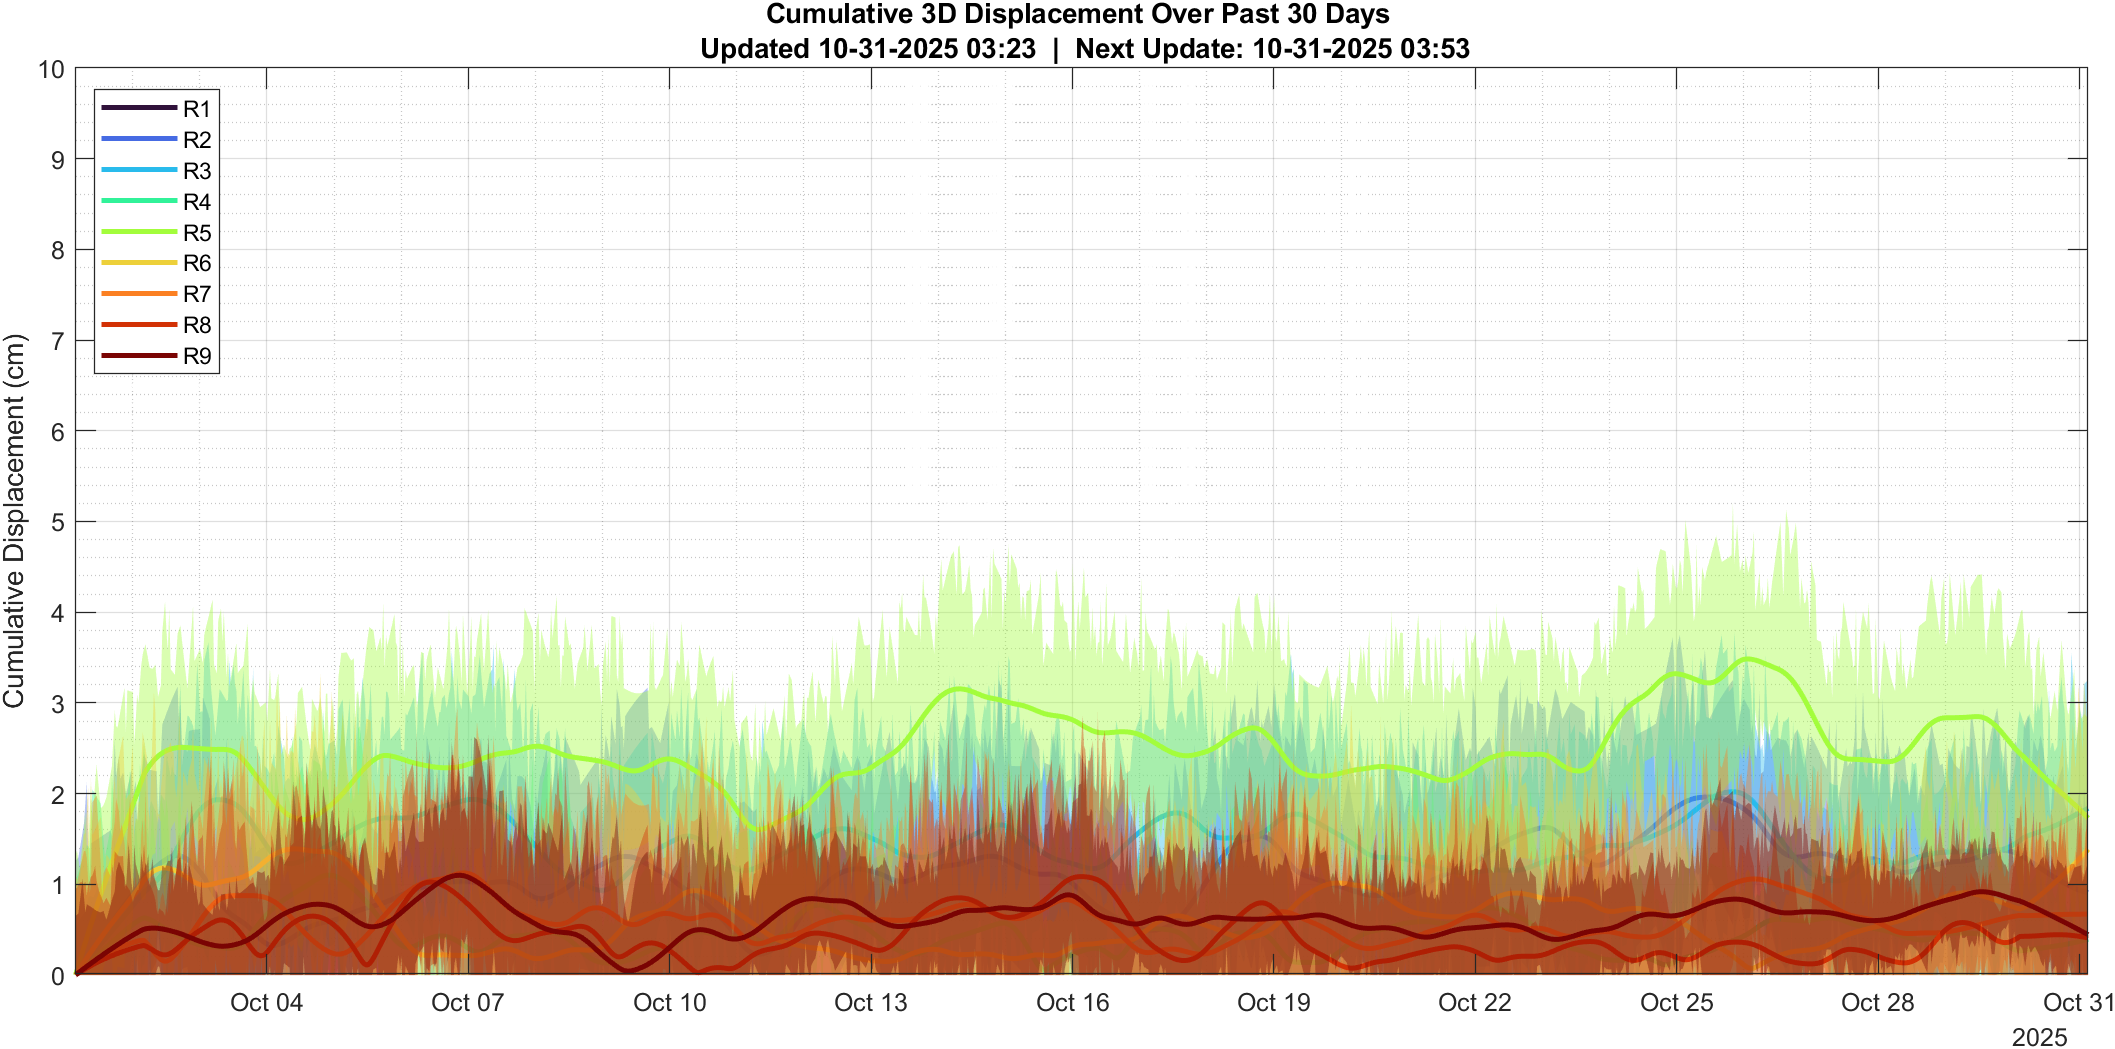 Cumulative 3D Displacement Over Past 30 Days
Updated 10-31-2025 03:23 | Next Update: 10-31-2025 03:53
Cumulative Displacement (cm)
10
9
8
7
6
5
4
3
2
1
0
R1
R2
R3
R4
R5
R6
R7
R8
R9
Oct 04
Oct 07
Oct 10
Oct 13
Oct 16
Oct 19
Oct 22
Oct 25
Oct 28
Oct 31
2025